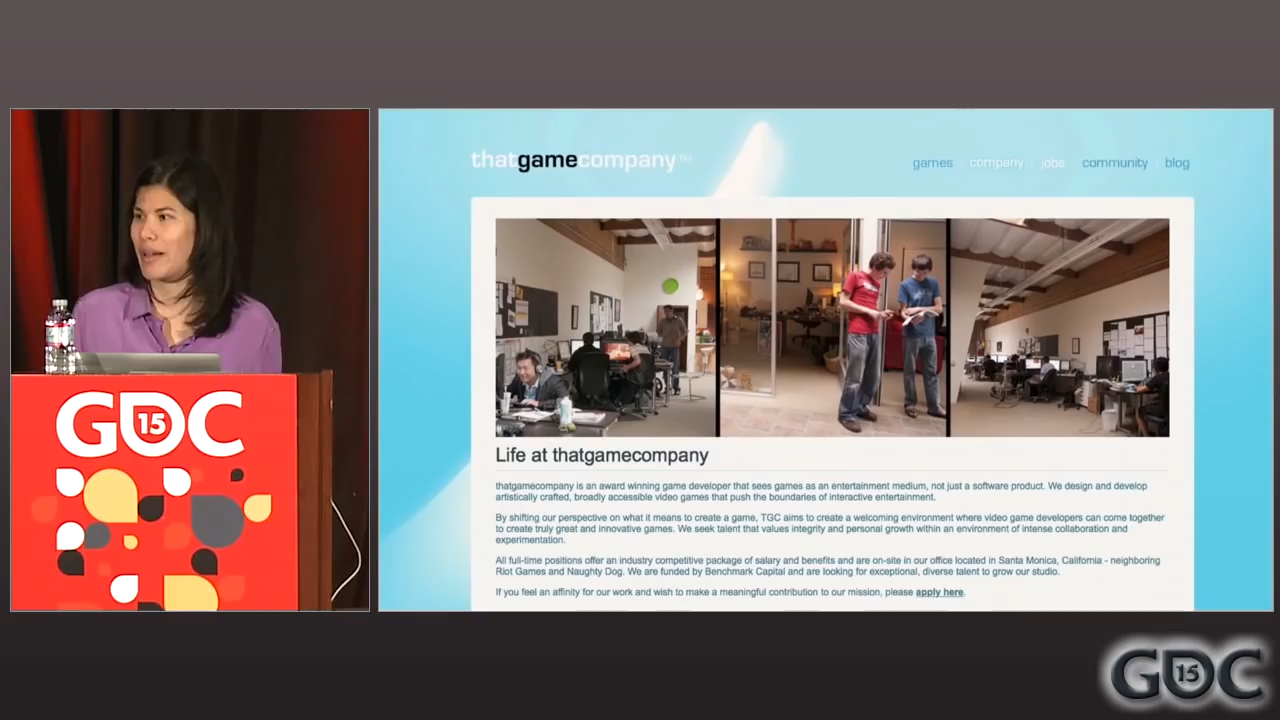 GDC
15
thatgamecompany
games
company
jobs
community
blog
Life at thatgamecompany
thatgamecompany is an award winning game developer that sees games as an entertainment medium, not just a software product. We design and develop
artistically crafted, broadly accessible video games that push the boundaries of interactive entertainment.
By shifting our perspective on what it means to create a game, TGC aims to create a welcoming environment where video game developers can come together
to create truly great and innovative games. We seek talent that values integrity and personal growth within an environment of intense collaboration and
experimentation.
All full-time positions offer an industry competitive package of salary and benefits and are on-site in our office located in Santa Monica, California - neighboring
Riot Games and Naughty Dog. We are funded by Benchmark Capital and are looking for exceptional, diverse talent to grow our studio.
If you feel an affinity for our work and wish to make a meaningful contribution to our mission, please apply here.
GDC
15